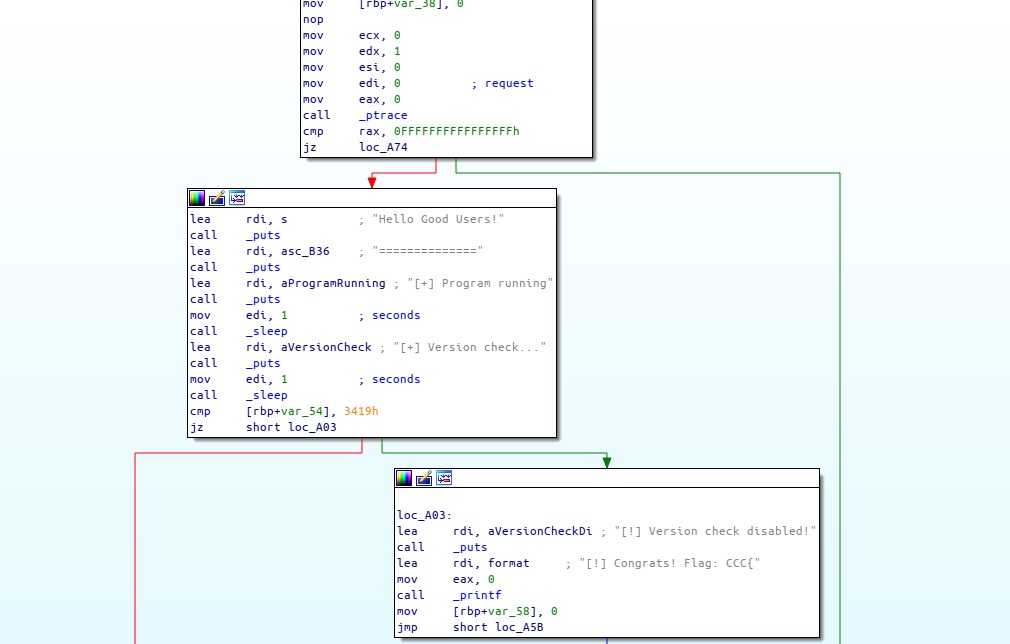 mov [rbp+var_38], 0
nop
mov ecx, 0
mov edx, 1
mov esi, 0
mov edi, 0 ; request
mov eax, 0
call _ptrace
cmp rax, 0FFFFFFFFFFFFFFFFh
jz loc_A74
lea rdi, s ; "Hello Good Users!"
call _puts
lea rdi, asc_B36 ; "=============="
call _puts
lea rdi, aProgramRunning ; "[+] Program running"
call _puts
mov edi, 1 ; seconds
call _sleep
lea rdi, aVersionCheck ; "[+] Version check..."
call _puts
mov edi, 1 ; seconds
call _sleep
cmp [rbp+var_54], 3419h
jz short loc_A03
loc_A03:
lea rdi, aVersionCheckDi ; "[!] Version check disabled!"
call _puts
lea rdi, format ; "[!] Congrats! Flag: CCC{"
mov eax, 0
call _printf
mov [rbp+var_58], 0
jmp short loc_A5B